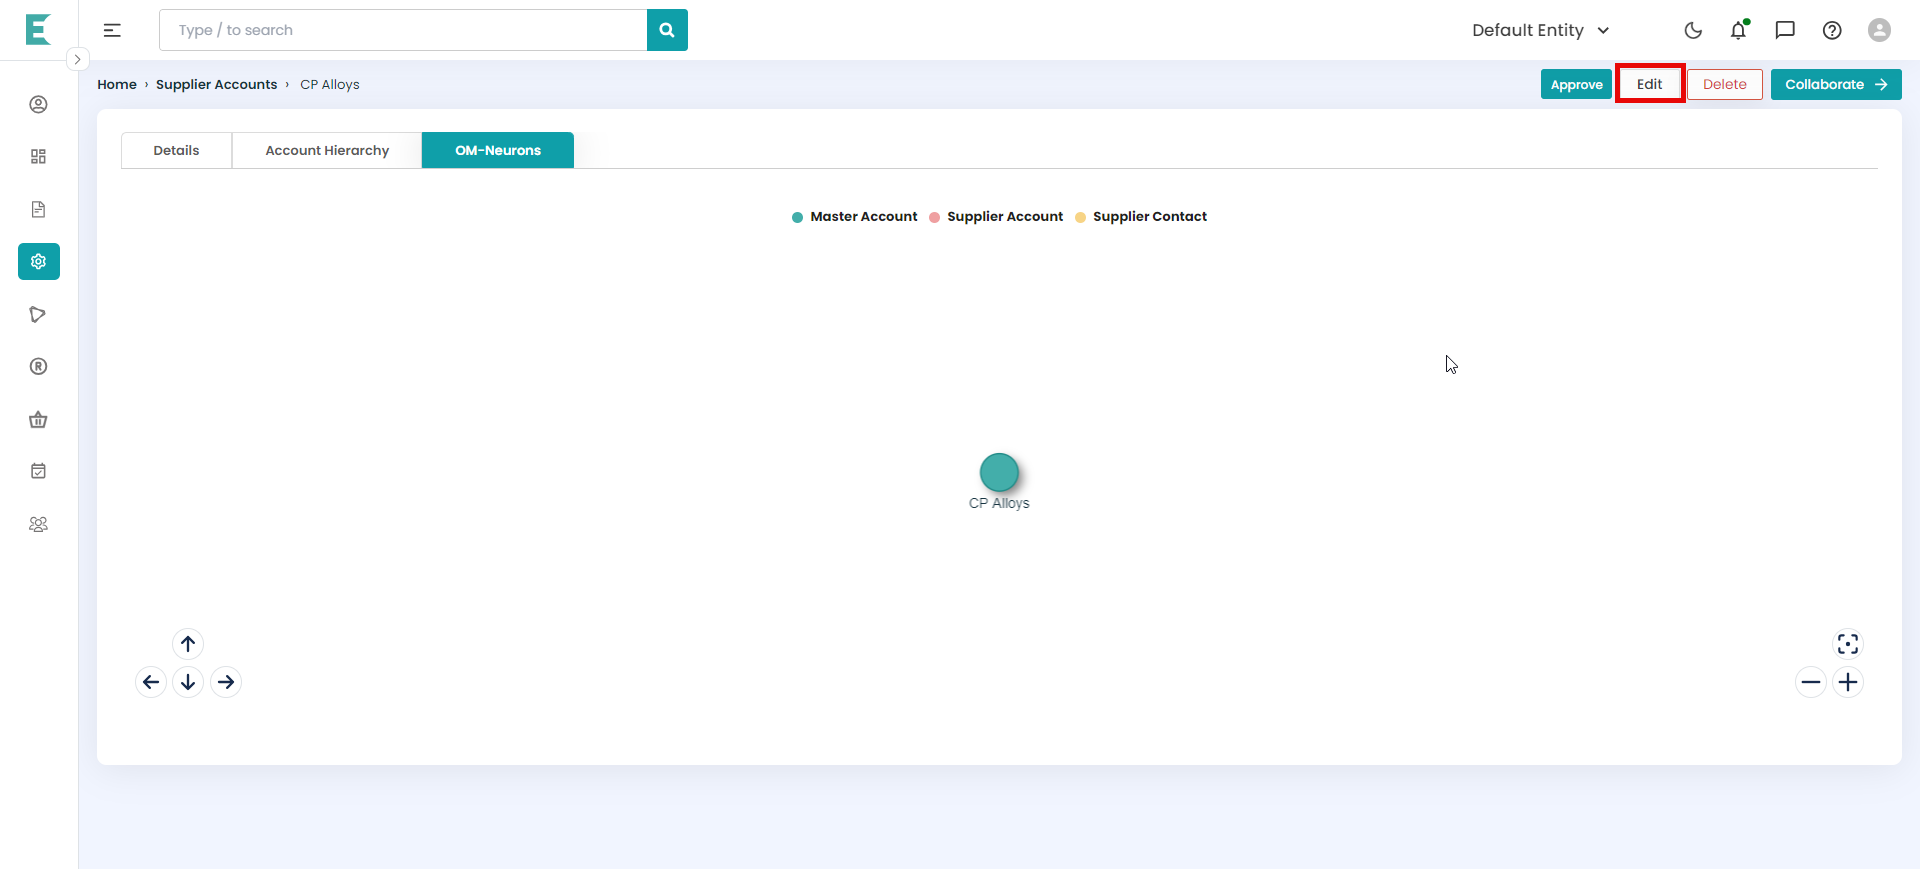 Type / to search
Default Entity
Home › Supplier Accounts › CP Alloys
Approve
Edit
Delete
Collaborate →
Details
Account Hierarchy
OM-Neurons
Master Account
Supplier Account
Supplier Contact
CP Alloys